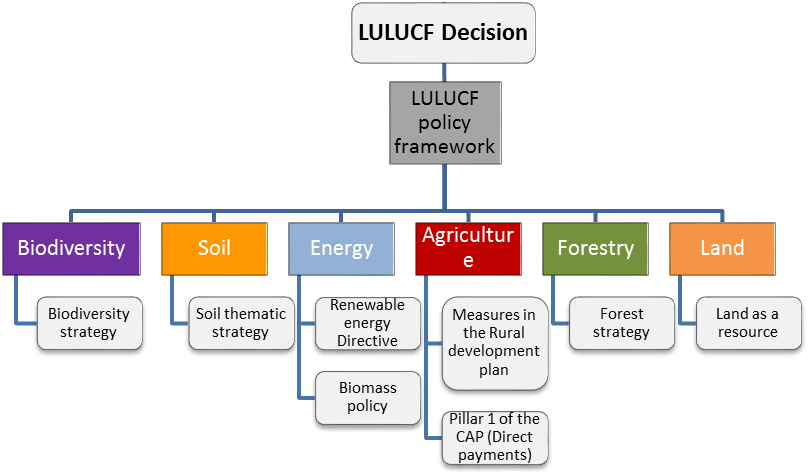 LULUCF Decision
LULUCF
policy
framework
Biodiversity
Soil
Energy
Agricultur
e
Forestry
Land
Biodiversity
strategy
Soil thematic
strategy
Renewable
energy
Directive
Biomass
policy
Measures in
the Rural
development
plan
Pillar 1 of the
CAP (Direct
payments)
Forest
strategy
Land as a
resource